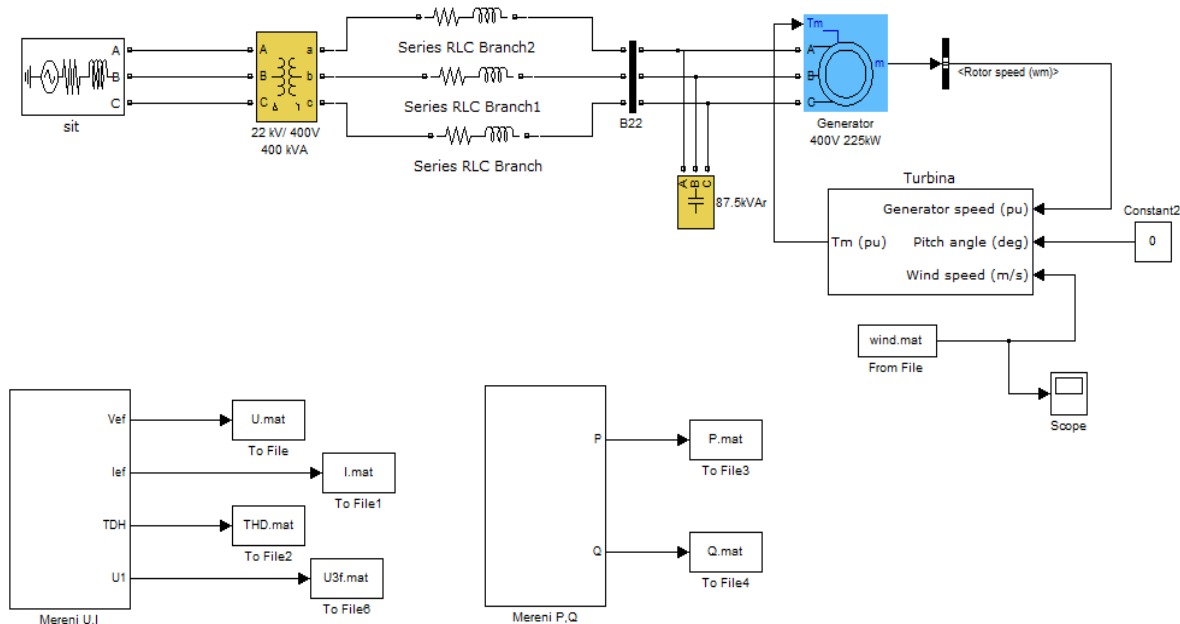 A
B
C
sit
A
B
C
a
b
c
22 kV/ 400V
400 kVA
Series RLC Branch2
Series RLC Branch1
Series RLC Branch
B22
A
B
C
87.5kVAr
Tm
A
B
C
m
Generator
400V 225kW
<Rotor speed (wm)>
Turbina
Generator speed (pu)
Tm (pu)
Pitch angle (deg)
Wind speed (m/s)
Constant2
0
wind.mat
From File
Scope
Vef
Ief
TDH
U1
Mereni U,I
U.mat
To File
I.mat
To File1
THD.mat
To File2
U3f.mat
To File6
P
Q
Mereni P,Q
P.mat
To File3
Q.mat
To File4